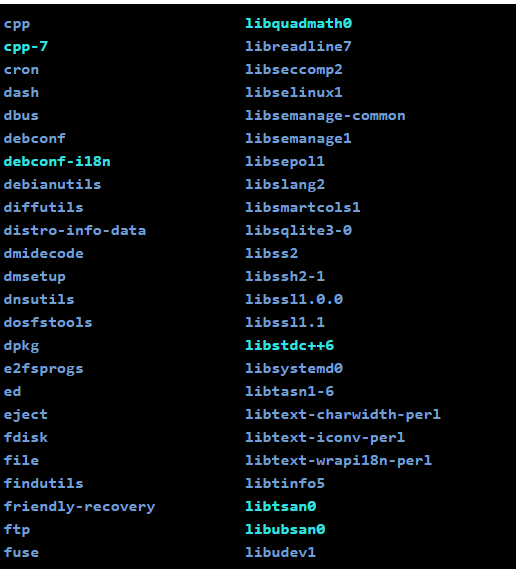 cpp libquadmath0
cpp-7 libreadline7
cron libseccomp2
dash libselinux1
dbus libsemanage-common
debconf libsemanage1
debconf-i18n libsepol1
debianutils libslang2
diffutils libsmartcols1
distro-info-data libsqlite3-0
dmidecode libss2
dmsetup libssh2-1
dnsutils libssl1.0.0
dosfstools libssl1.1
dpkg libstdc++6
e2fsprogs libsystemd0
ed libtasn1-6
eject libtext-charwidth-perl
fdisk libtext-iconv-perl
file libtext-wrapi18n-perl
findutils libtinfo5
friendly-recovery libtsan0
ftp libubsan0
fuse libudev1